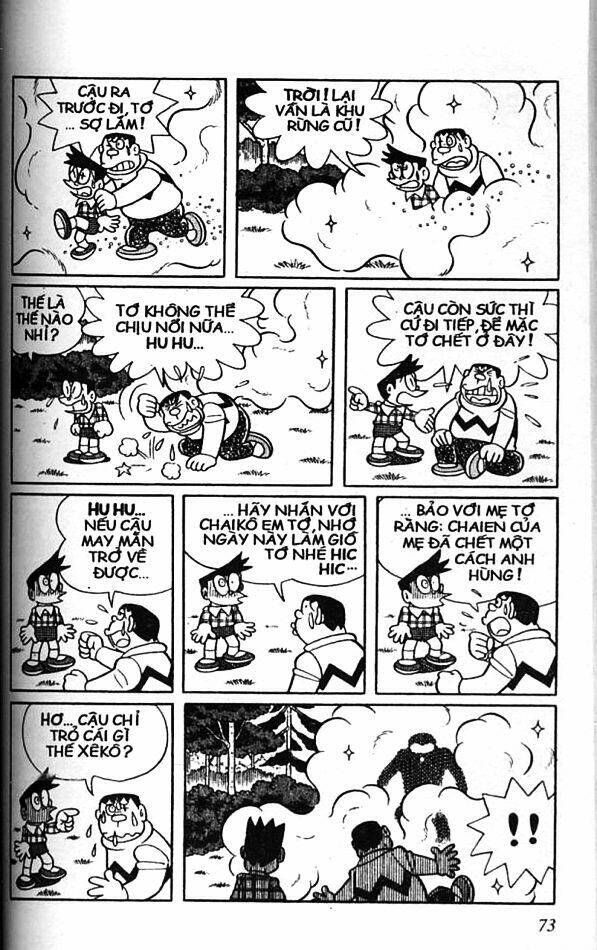 CẬU RA
TRƯỚC ĐI, TỚ
... SỢ LẮM!
TRỜI! LẠI
VẪN LÀ KHU
RỪNG CŨ!
THẾ LÀ
THẾ NÀO
NHỈ?
TỚ KHÔNG THỂ
CHỊU NỔI NỮA...
HU HU...
CẬU CÒN SỨC THÌ
CỨ ĐI TIẾP, ĐỂ MẶC
TỚ CHẾT Ở ĐÂY!
HU HU...
NẾU CẬU
MAY MẮN
TRỞ VỀ
ĐƯỢC...
... HÃY NHẮN VỚI
CHAIKÔ EM TỚ, NHỚ
NGÀY NÀY LÀM GIỖ
TỚ NHÉ HIC
HIC...
... BẢO VỚI MẸ TỚ
RẰNG: CHAIEN CỦA
MẸ ĐÃ CHẾT MỘT
CÁCH ANH
HÙNG!
HƠ... CẬU CHỈ
TRỎ CÁI GÌ
THẾ XÊKÔ?
!!
73